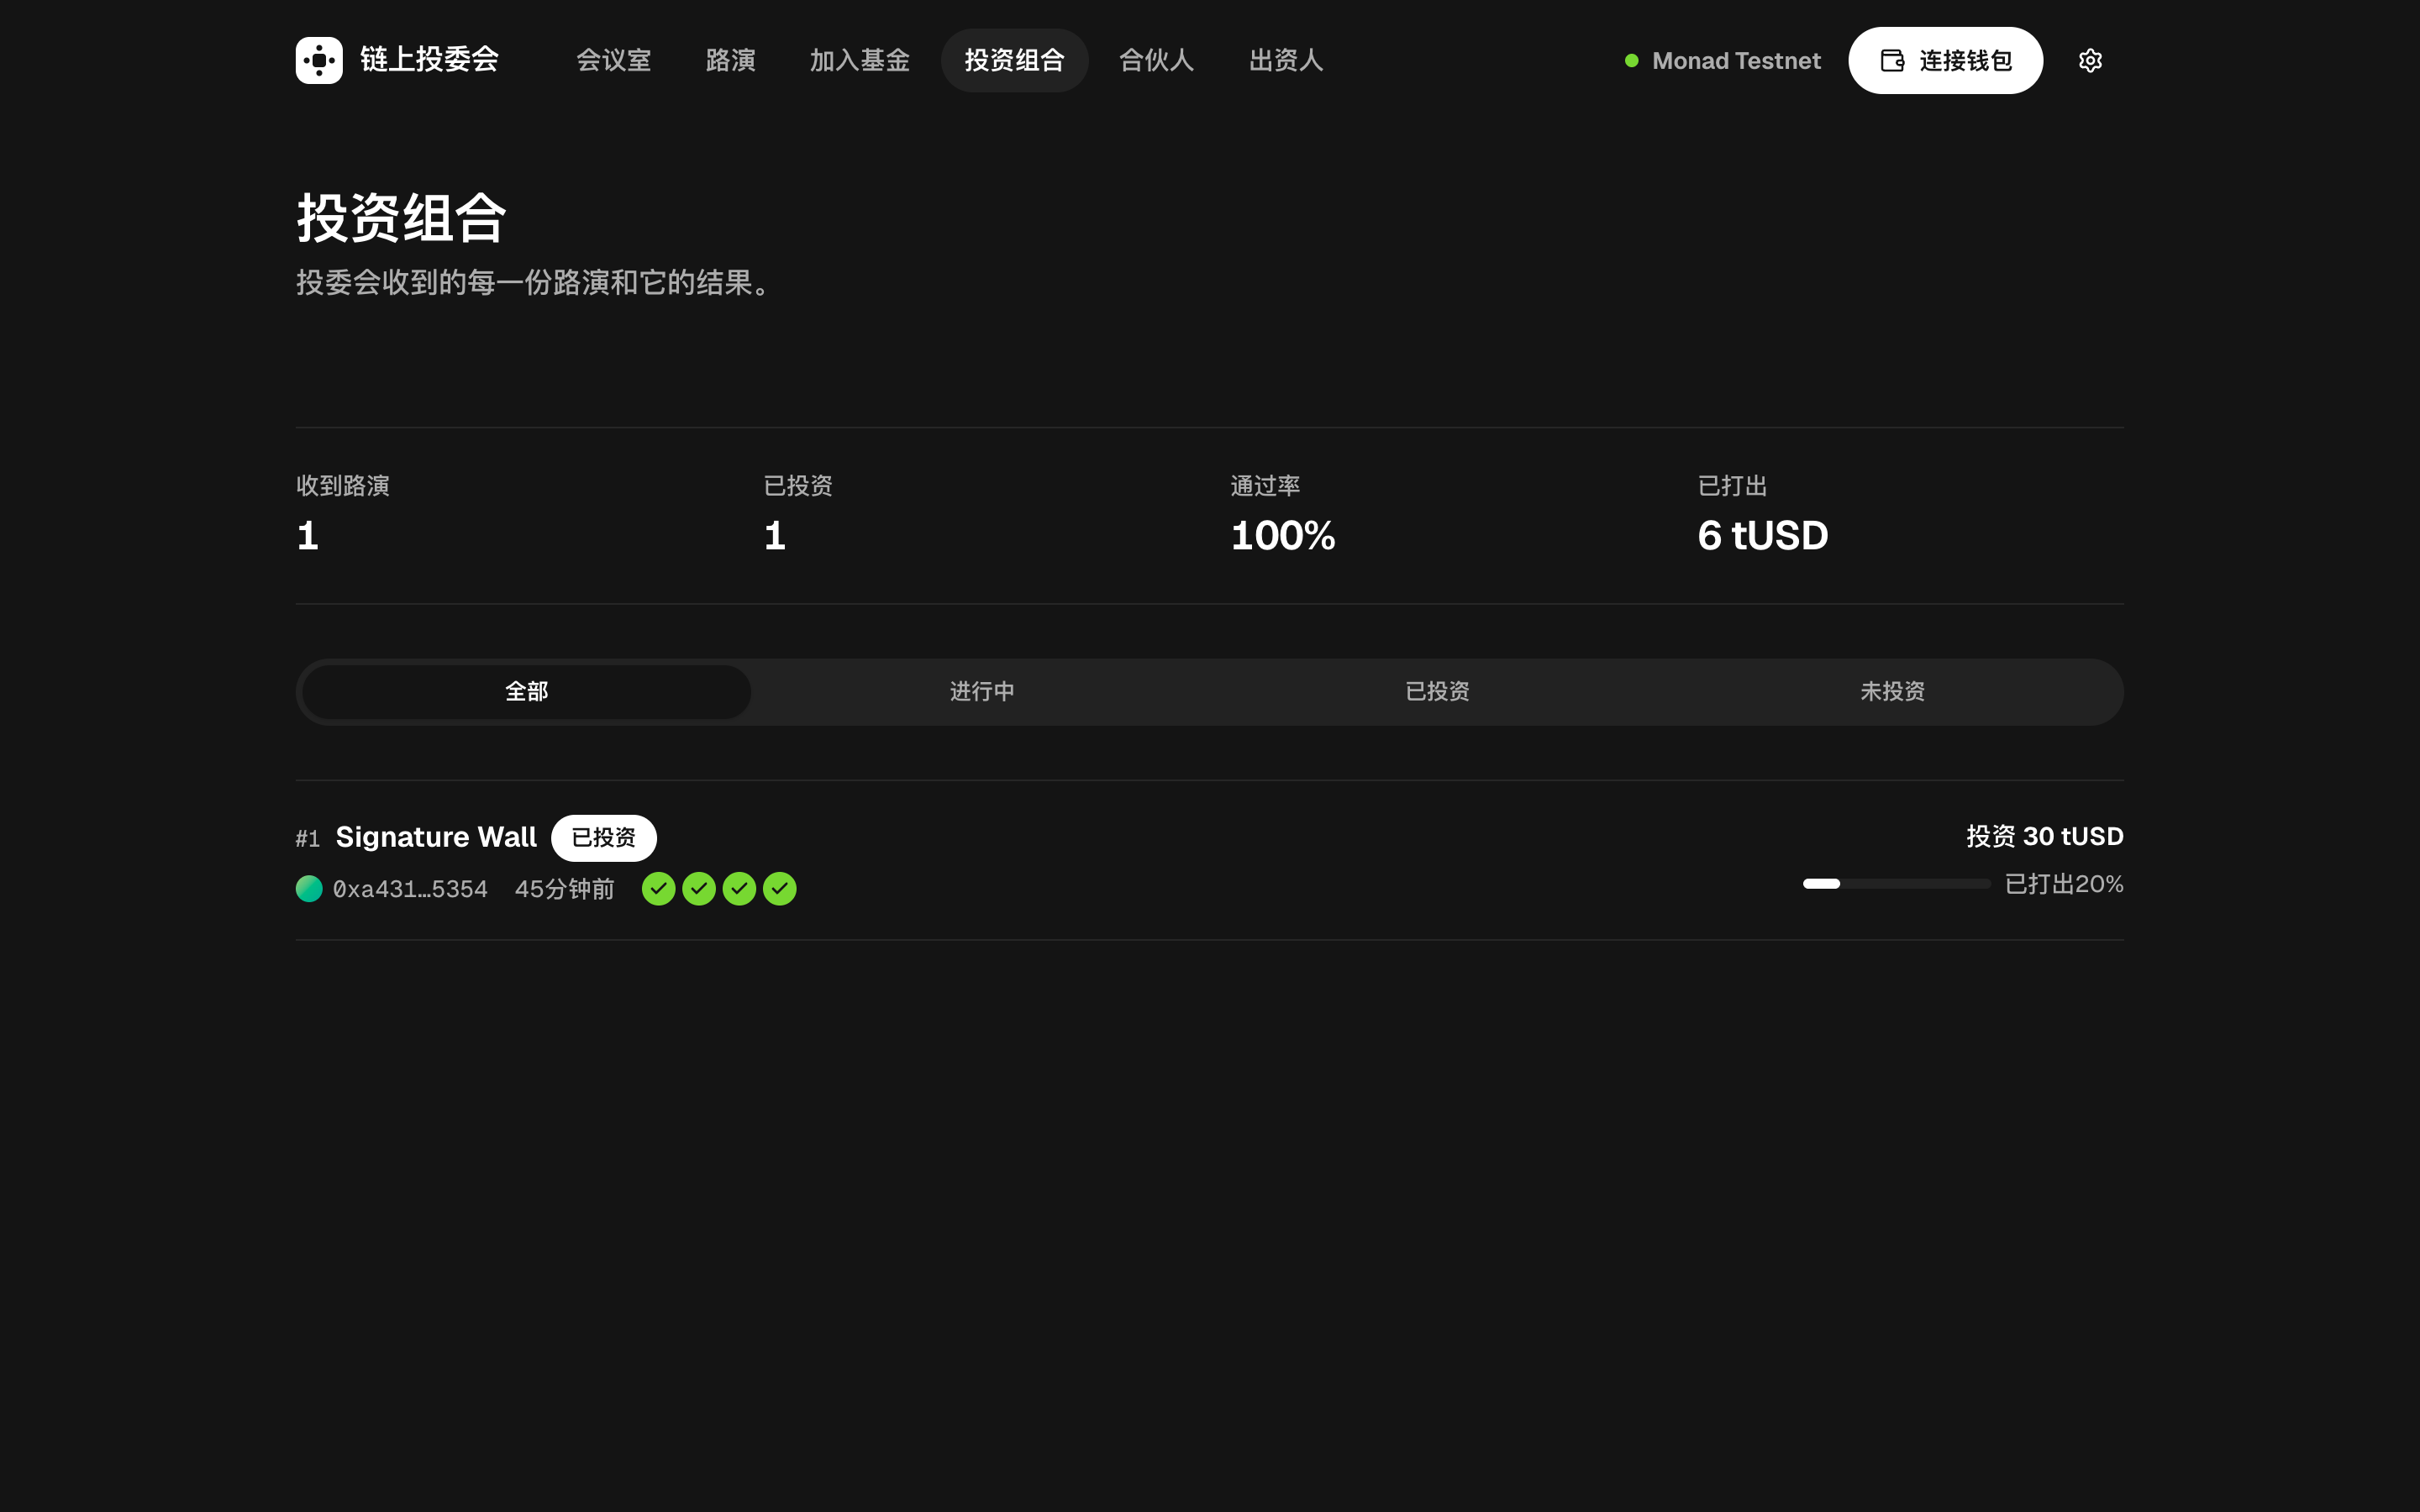 链上投委会 会议室 路演 加入基金 投资组合 合伙人 出资人 Monad Testnet 连接钱包
投资组合
投委会收到的每一份路演和它的结果。
收到路演 已投资 通过率 已打出
1 1 100% 6 tUSD
全部 进行中 已投资 未投资
#1 Signature Wall 已投资 投资 30 tUSD
0xa431…5354 45分钟前 已打出20%